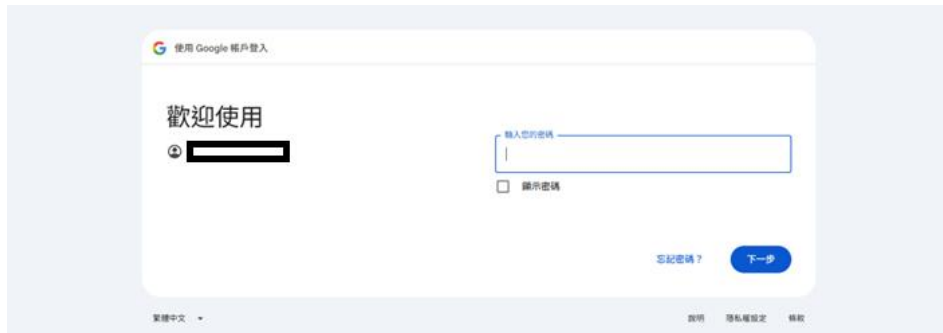 使用 Google 帳戶登入
歡迎使用
輸入您的密碼
顯示密碼
忘記密碼？
下一步
繁體中文
說明 隱私權設定 條款